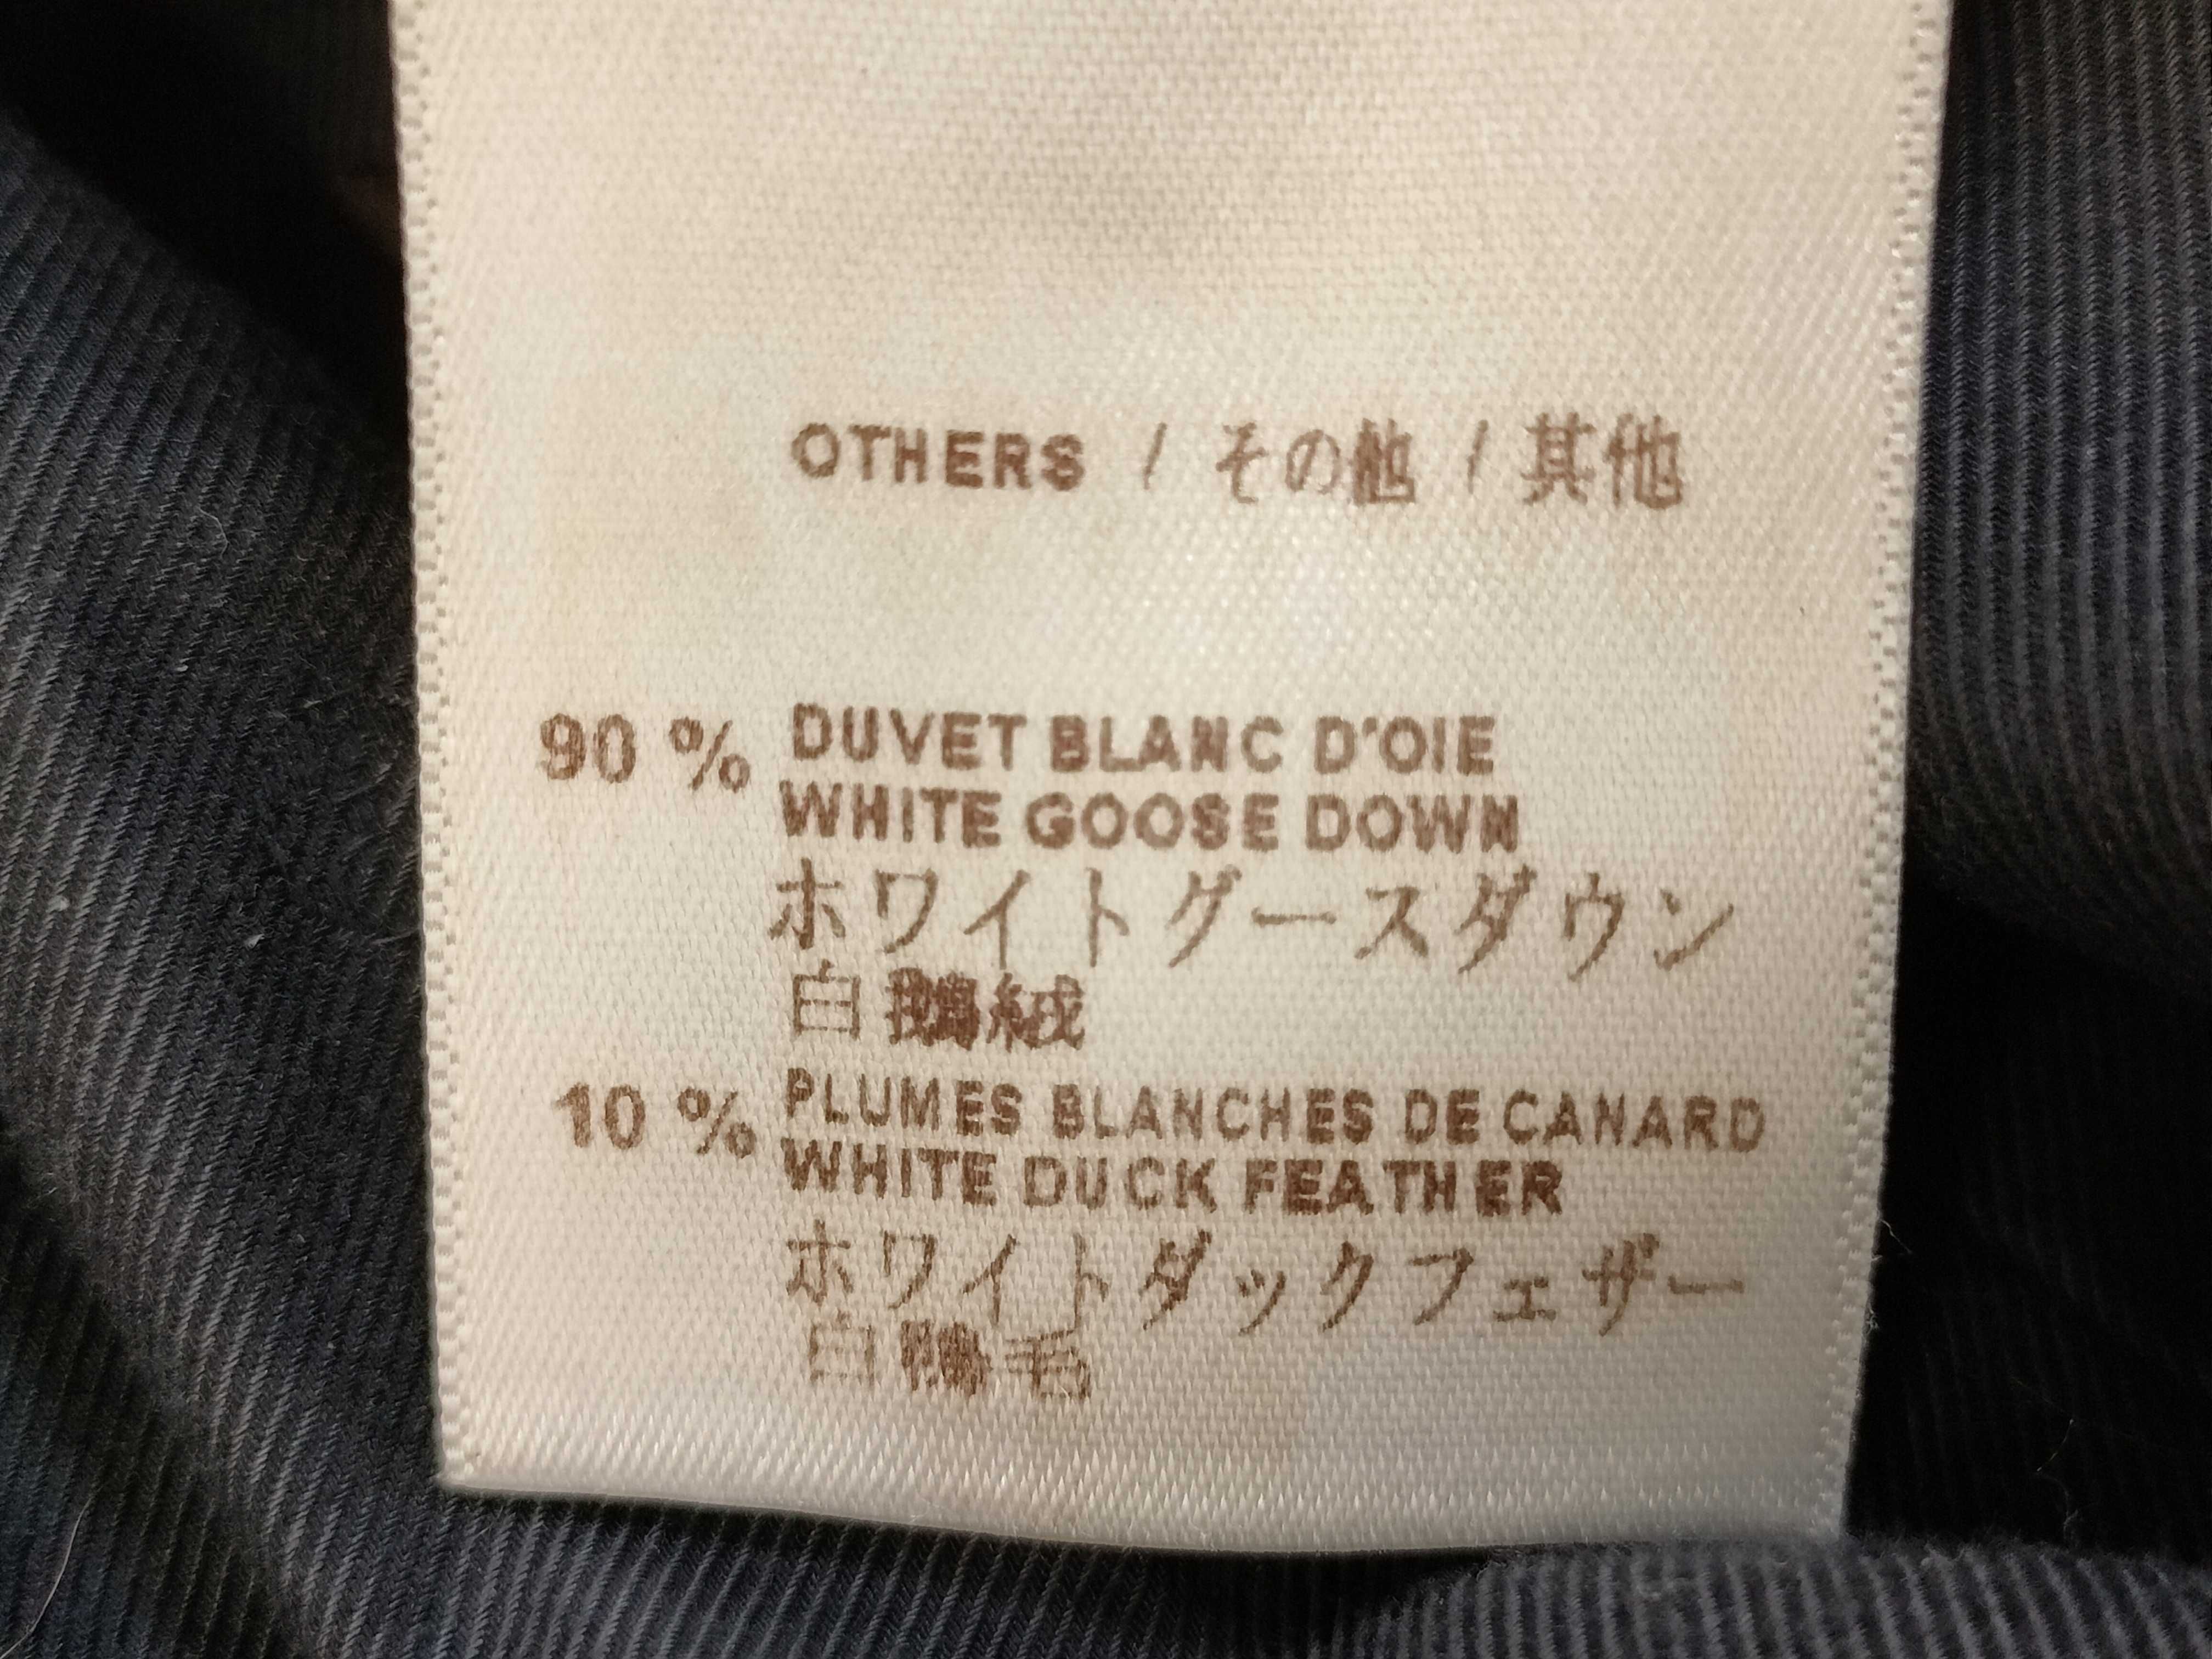 OTHERS / その他 / 其他
90 % DUVET BLANC D'OIE
WHITE GOOSE DOWN
ホワイトグースダウン
白鵝絨
10 % PLUMES BLANCHES DE CANARD
WHITE DUCK FEATHER
ホワイトダックフェザー
白鴨毛